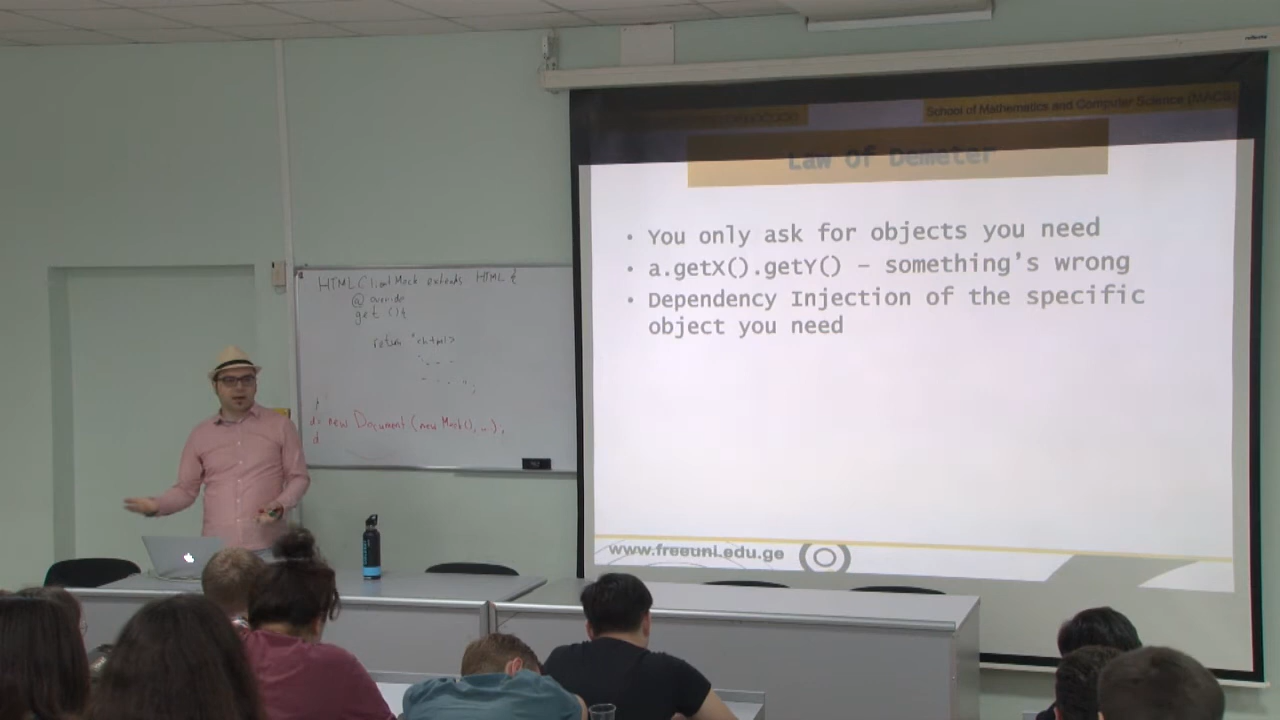 School of Mathematics and Computer Science (MACS)
Law Of Demeter
• You only ask for objects you need
• a.getX().getY() – something's wrong
• Dependency Injection of the specific
object you need
www.freeuni.edu.ge
HTMLClientMock extends HTML {
@ override
get () {
return "<html>
d= new Document (new Mock(), ...);
d